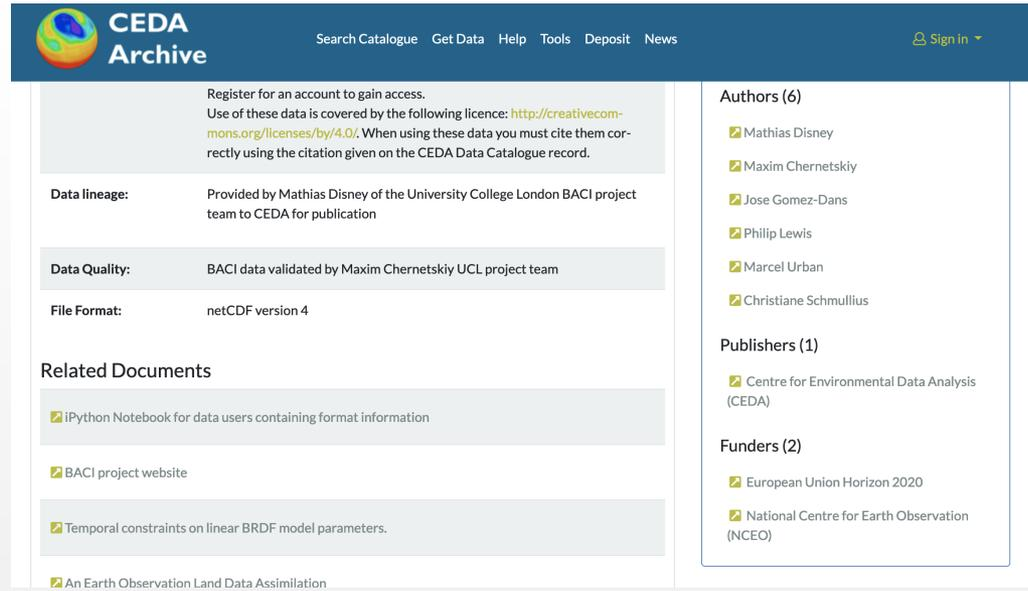 CEDA
Archive
Search Catalogue Get Data Help Tools Deposit News
Sign in
Register for an account to gain access.
Use of these data is covered by the following licence: http://creativecom-
mons.org/licenses/by/4.0/. When using these data you must cite them cor-
rectly using the citation given on the CEDA Data Catalogue record.
Data lineage: Provided by Mathias Disney of the University College London BACI project
team to CEDA for publication
Data Quality: BACI data validated by Maxim Chernetskiy UCL project team
File Format: netCDF version 4
Related Documents
iPython Notebook for data users containing format information
BACI project website
Temporal constraints on linear BRDF model parameters.
An Earth Observation Land Data Assimilation
Authors (6)
Mathias Disney
Maxim Chernetskiy
Jose Gomez-Dans
Philip Lewis
Marcel Urban
Christiane Schmullius
Publishers (1)
Centre for Environmental Data Analysis
(CEDA)
Funders (2)
European Union Horizon 2020
National Centre for Earth Observation
(NCEO)